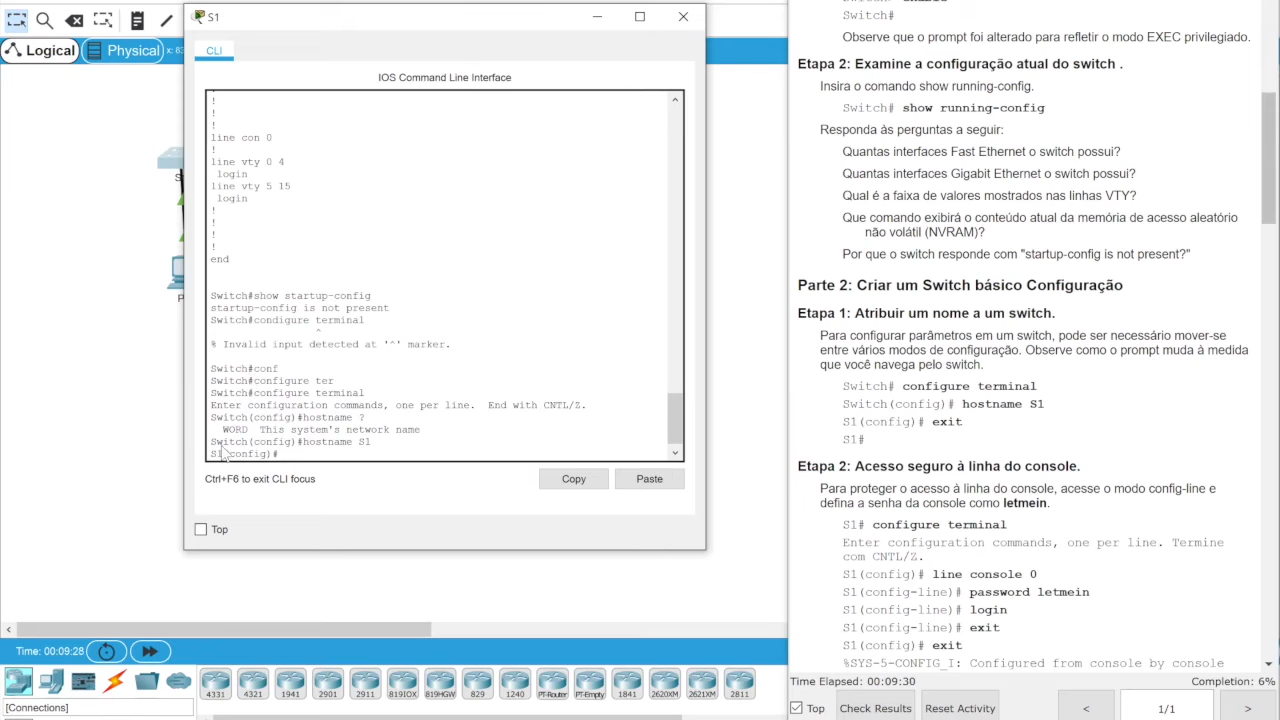 S1
Logical
Physical
x: 83
CLI
IOS Command Line Interface
!
!
!
line con 0
!
line vty 0 4
login
line vty 5 15
login
!
!
!
!
end
Switch#show startup-config
startup-config is not present
Switch#condigure terminal
^
% Invalid input detected at '^' marker.
Switch#conf
Switch#configure ter
Switch#configure terminal
Enter configuration commands, one per line.  End with CNTL/Z.
Switch(config)#hostname ?
WORD  This system's network name
Switch(config)#hostname S1
S1(config)#
Ctrl+F6 to exit CLI focus
Copy
Paste
Top
Time: 00:09:28
[Connections]
4331
4321
1941
2901
2911
819IOX
819HGW
829
1240
PT-Router
PT-Empty
1841
2620XM
2621XM
2811
Switch#
Observe que o prompt foi alterado para refletir o modo EXEC privilegiado.
Etapa 2: Examine a configuração atual do switch .
Insira o comando show running-config.
Switch# show running-config
Responda às perguntas a seguir:
Quantas interfaces Fast Ethernet o switch possui?
Quantas interfaces Gigabit Ethernet o switch possui?
Qual é a faixa de valores mostrados nas linhas VTY?
Que comando exibirá o conteúdo atual da memória de acesso aleatório
não volátil (NVRAM)?
Por que o switch responde com "startup-config is not present?"
Parte 2: Criar um Switch básico Configuração
Etapa 1: Atribuir um nome a um switch.
Para configurar parâmetros em um switch, pode ser necessário mover-se
entre vários modos de configuração. Observe como o prompt muda à medida
que você navega pelo switch.
Switch# configure terminal
Switch(config)# hostname S1
S1(config)# exit
S1#
Etapa 2: Acesso seguro à linha do console.
Para proteger o acesso à linha do console, acesse o modo config-line e
defina a senha da console como letmein.
S1# configure terminal
Enter configuration commands, one per line. Termine
com CNTL/Z.
S1(config)# line console 0
S1(config-line)# password letmein
S1(config-line)# login
S1(config-line)# exit
S1(config)# exit
%SYS-5-CONFIG_I: Configured from console by console
Time Elapsed: 00:09:30
Completion: 6%
Top
Check Results
Reset Activity
<
1/1
>